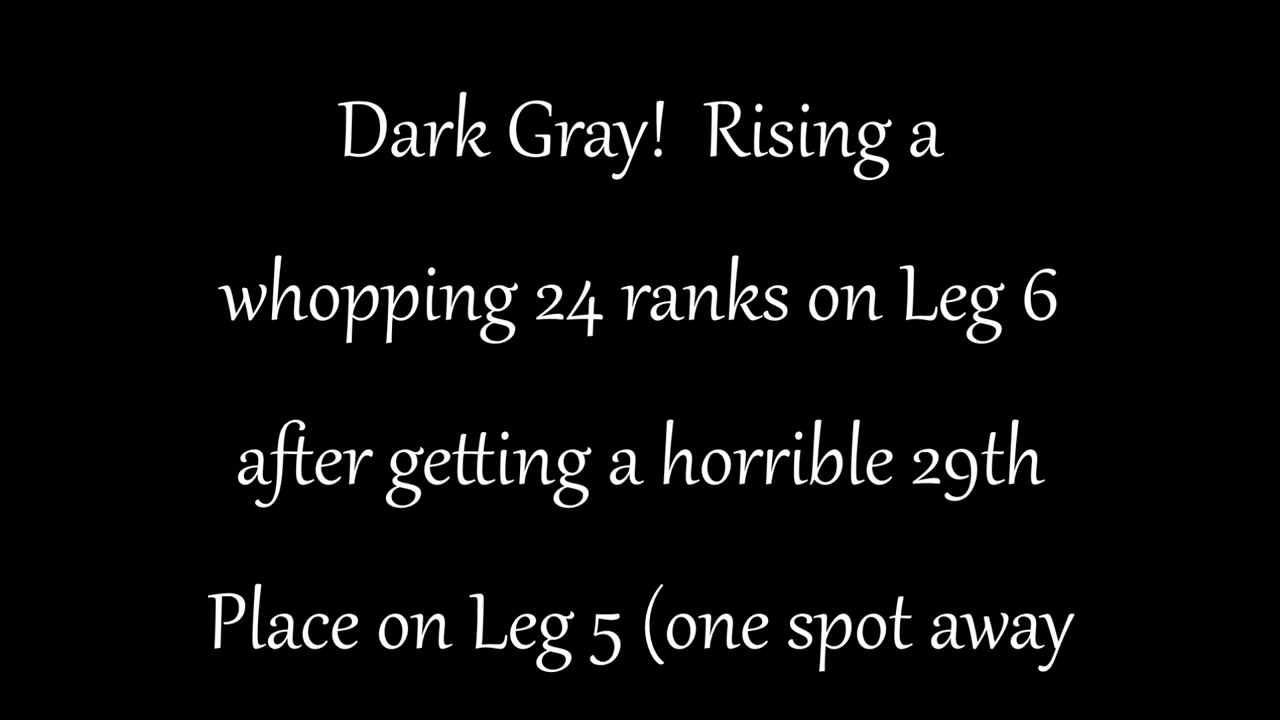 Dark Gray!  Rising a
whopping 24 ranks on Leg 6
after getting a horrible 29th
Place on Leg 5 (one spot away